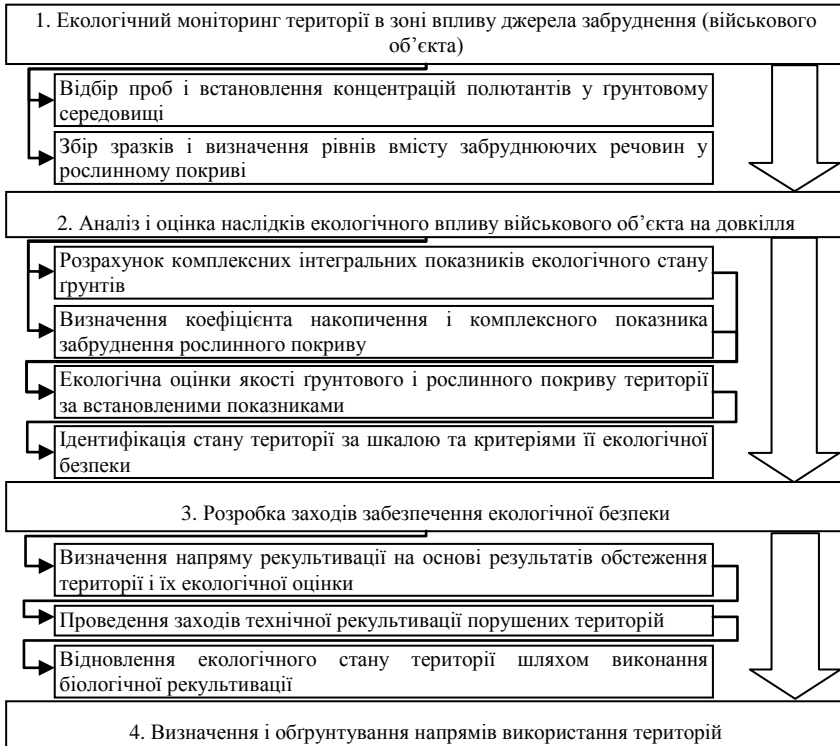 1. Екологічний моніторинг території в зоні впливу джерела забруднення (військового
об’єкта)
Відбір проб і встановлення концентрацій полютантів у ґрунтовому
середовищі
Збір зразків і визначення рівнів вмісту забруднюючих речовин у
рослинному покриві
2. Аналіз і оцінка наслідків екологічного впливу військового об’єкта на довкілля
Розрахунок комплексних інтегральних показників екологічного стану
ґрунтів
Визначення коефіцієнта накопичення і комплексного показника
забруднення рослинного покриву
Екологічна оцінки якості ґрунтового і рослинного покриву території
за встановленими показниками
Ідентифікація стану території за шкалою та критеріями її екологічної
безпеки
3. Розробка заходів забезпечення екологічної безпеки
Визначення напряму рекультивації на основі результатів обстеження
території і їх екологічної оцінки
Проведення заходів технічної рекультивації порушених територій
Відновлення екологічного стану території шляхом виконання
біологічної рекультивації
4. Визначення і обґрунтування напрямів використання територій